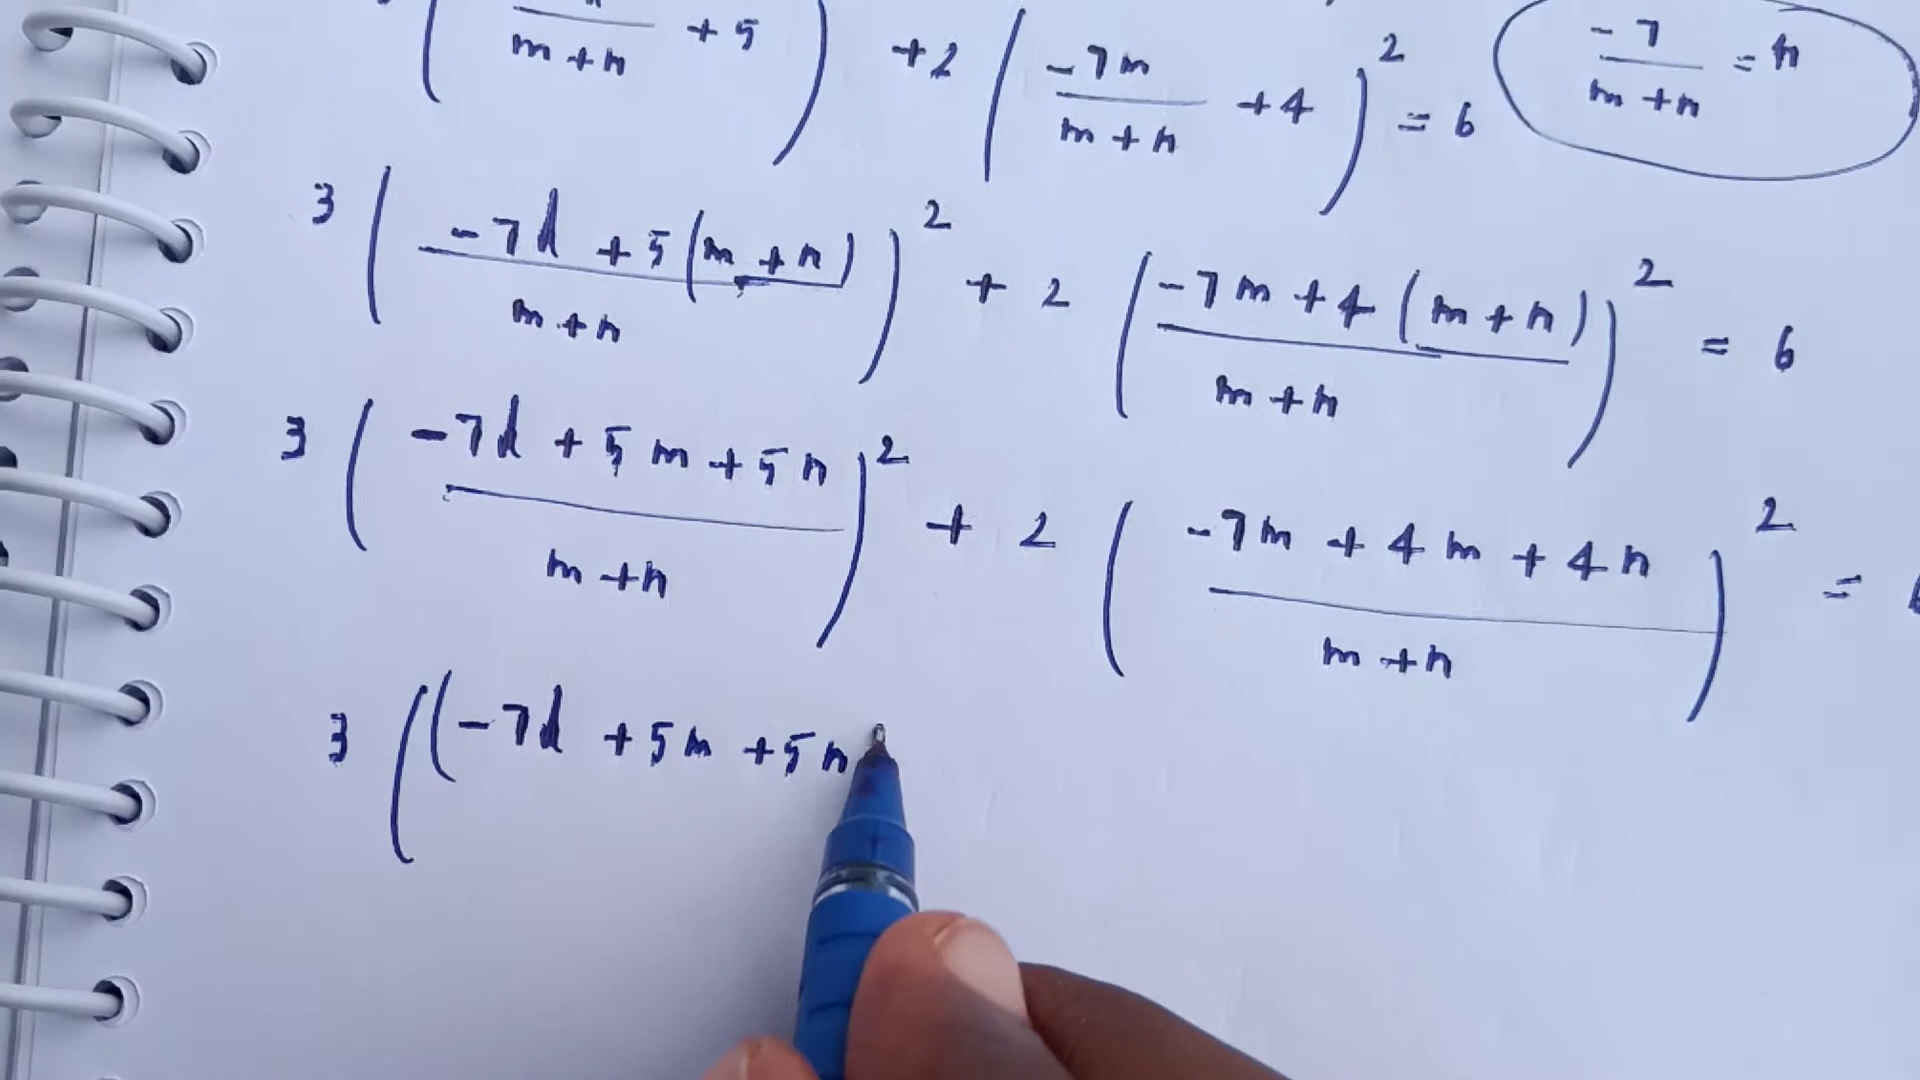 ( / m+n + 5 ) + 2 ( -7m / m+n + 4 )² = 6
-7 / m+n = n
3 ( -7d + 5(m+n) / m+n )² + 2 ( -7m + 4(m+n) / m+n )² = 6
3 ( -7d + 5m + 5n / m+n )² + 2 ( -7m + 4m + 4n / m+n )² =
3 ( ( -7d + 5m + 5n